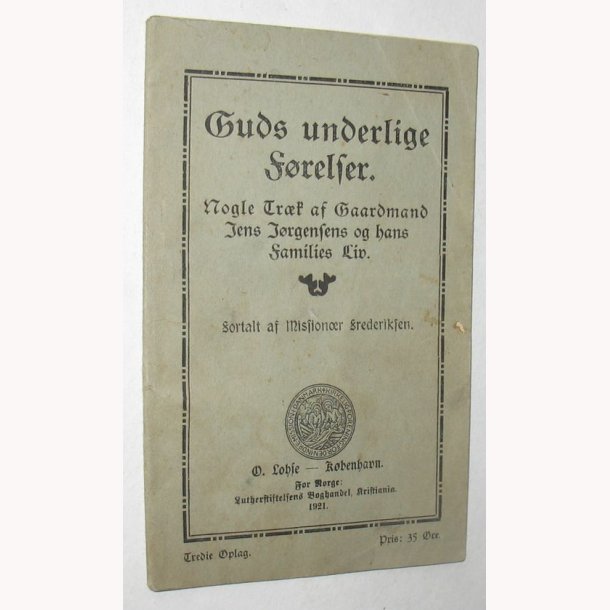 Guds underlige
Førelser.
Nogle Træk af Gaardmand
Jens Jørgensens og hans
Families Liv.
Fortalt af Missionær Frederiksen.
O. Lohse — København.
For Norge:
Lutherstiftelsens Boghandel, Kristiania.
1921.
Tredie Oplag.
Pris: 35 Øre.